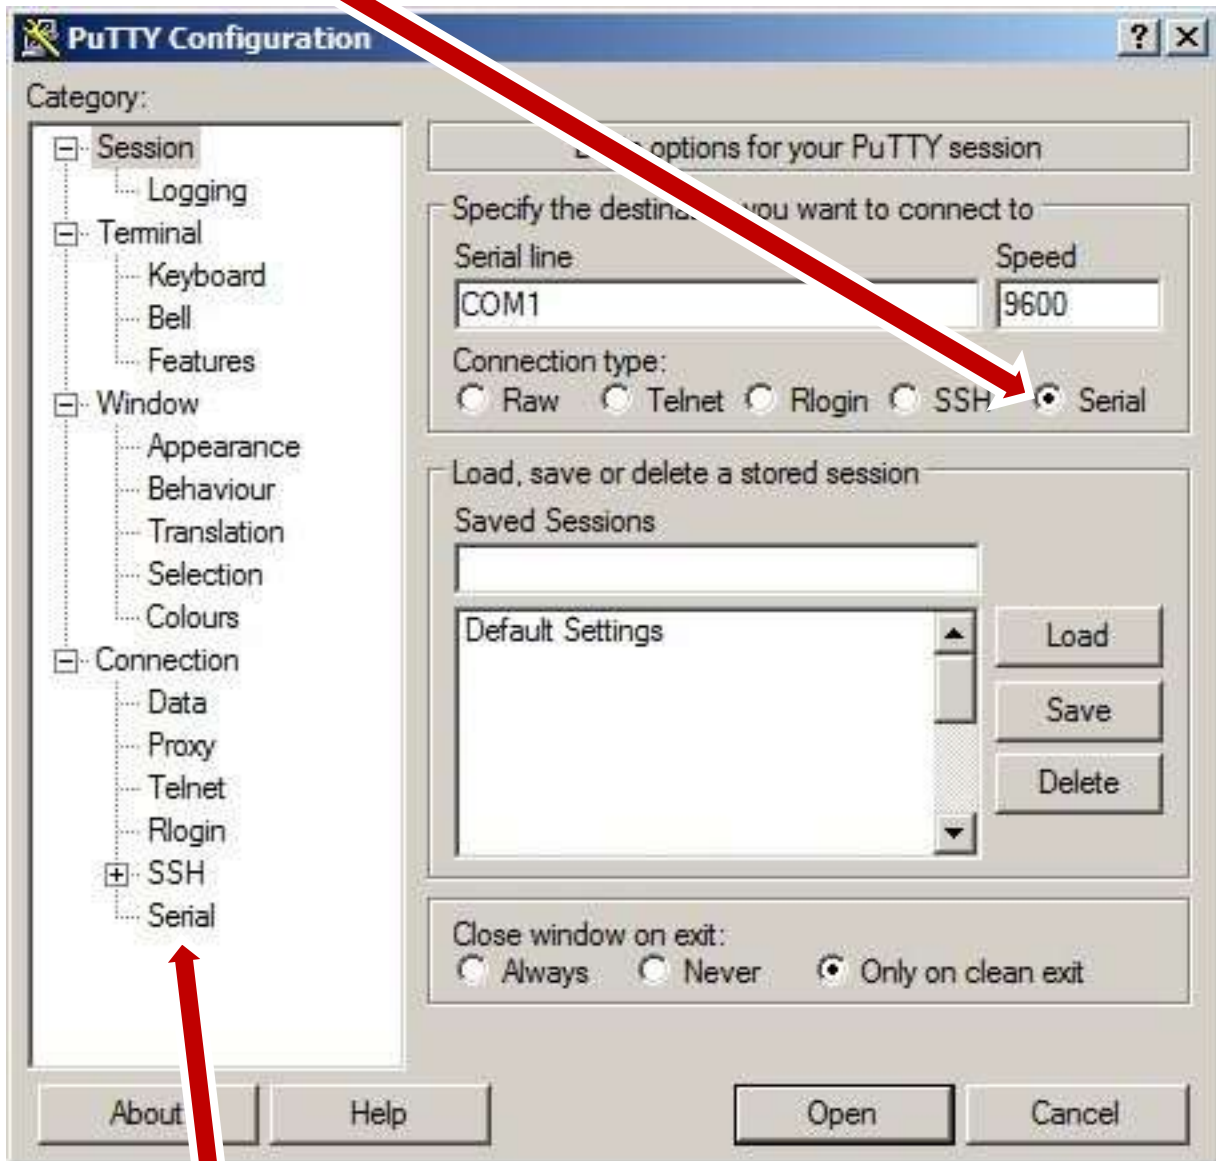 PuTTY Configuration
Category:
Session
Logging
Terminal
Keyboard
Bell
Features
Window
Appearance
Behaviour
Translation
Selection
Colours
Connection
Data
Proxy
Telnet
Rlogin
SSH
Serial
options for your PuTTY session
Specify the you want to connect to
Serial line Speed
COM1 9600
Connection type:
Raw Telnet Rlogin SSH Serial
Load, save or delete a stored session
Saved Sessions
Default Settings
Load
Save
Delete
Close window on exit:
Always Never Only on clean exit
About Help Open Cancel